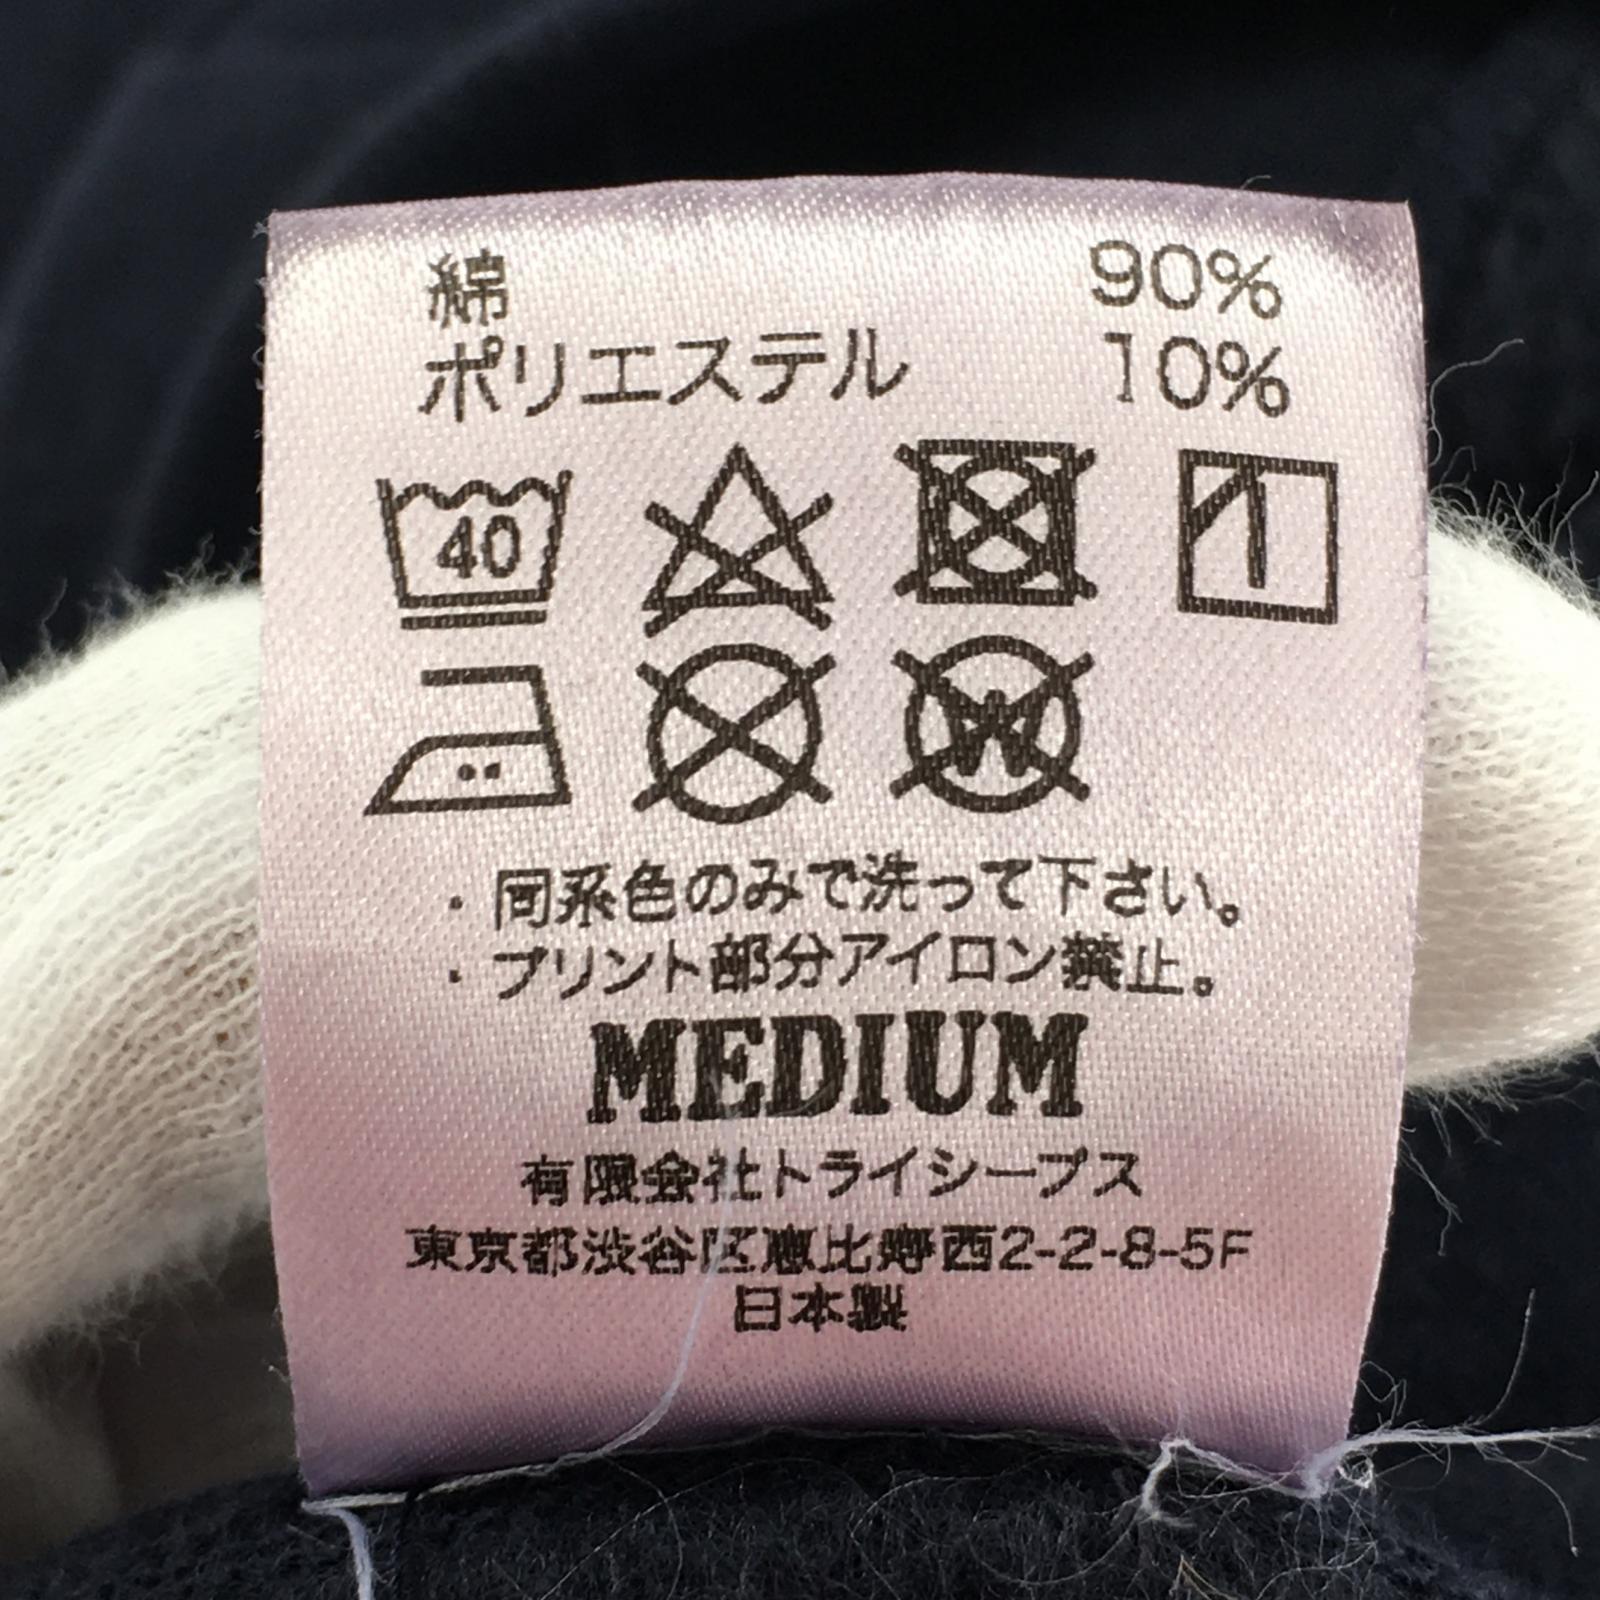 綿 90%
ポリエステル 10%
40
W
・同系色のみで洗って下さい。
・プリント部分アイロン禁止。
MEDIUM
有限会社トライシープス
東京都渋谷区恵比寿西2-2-8-5F
日本製